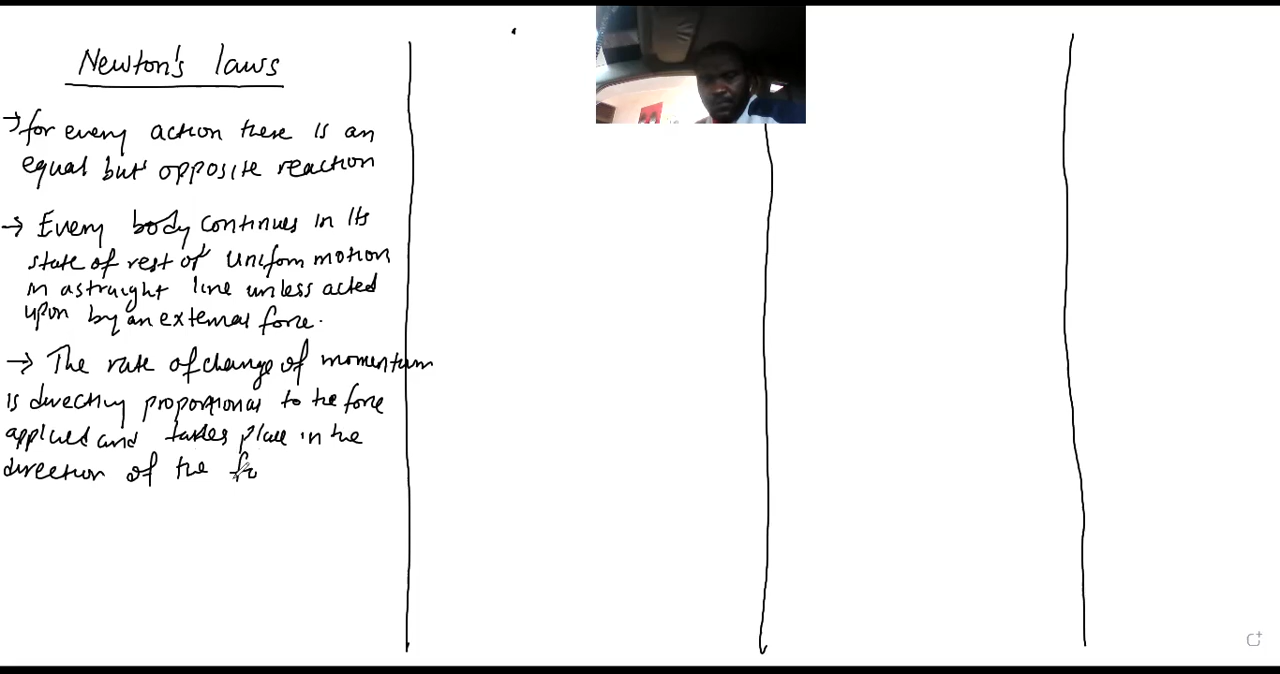 Newton's laws
→ for every action there is an
equal but opposite reaction
→ Every body continues in its
state of rest of uniform motion
in a straight line unless acted
upon by an external force.
→ The rate of change of momentum
is directly proportional to the force
applied and takes place in the
direction of the fo